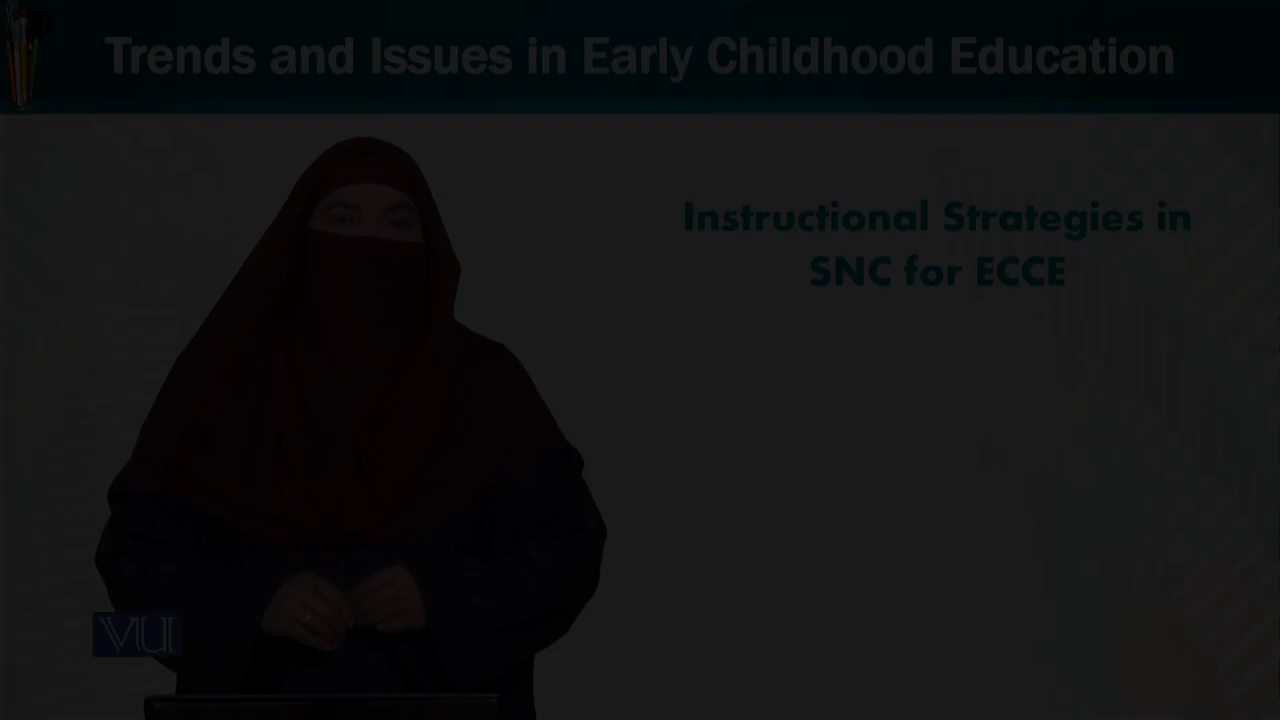 Trends and Issues in Early Childhood Education
Instructional Strategies in
SNC for ECCE
VU